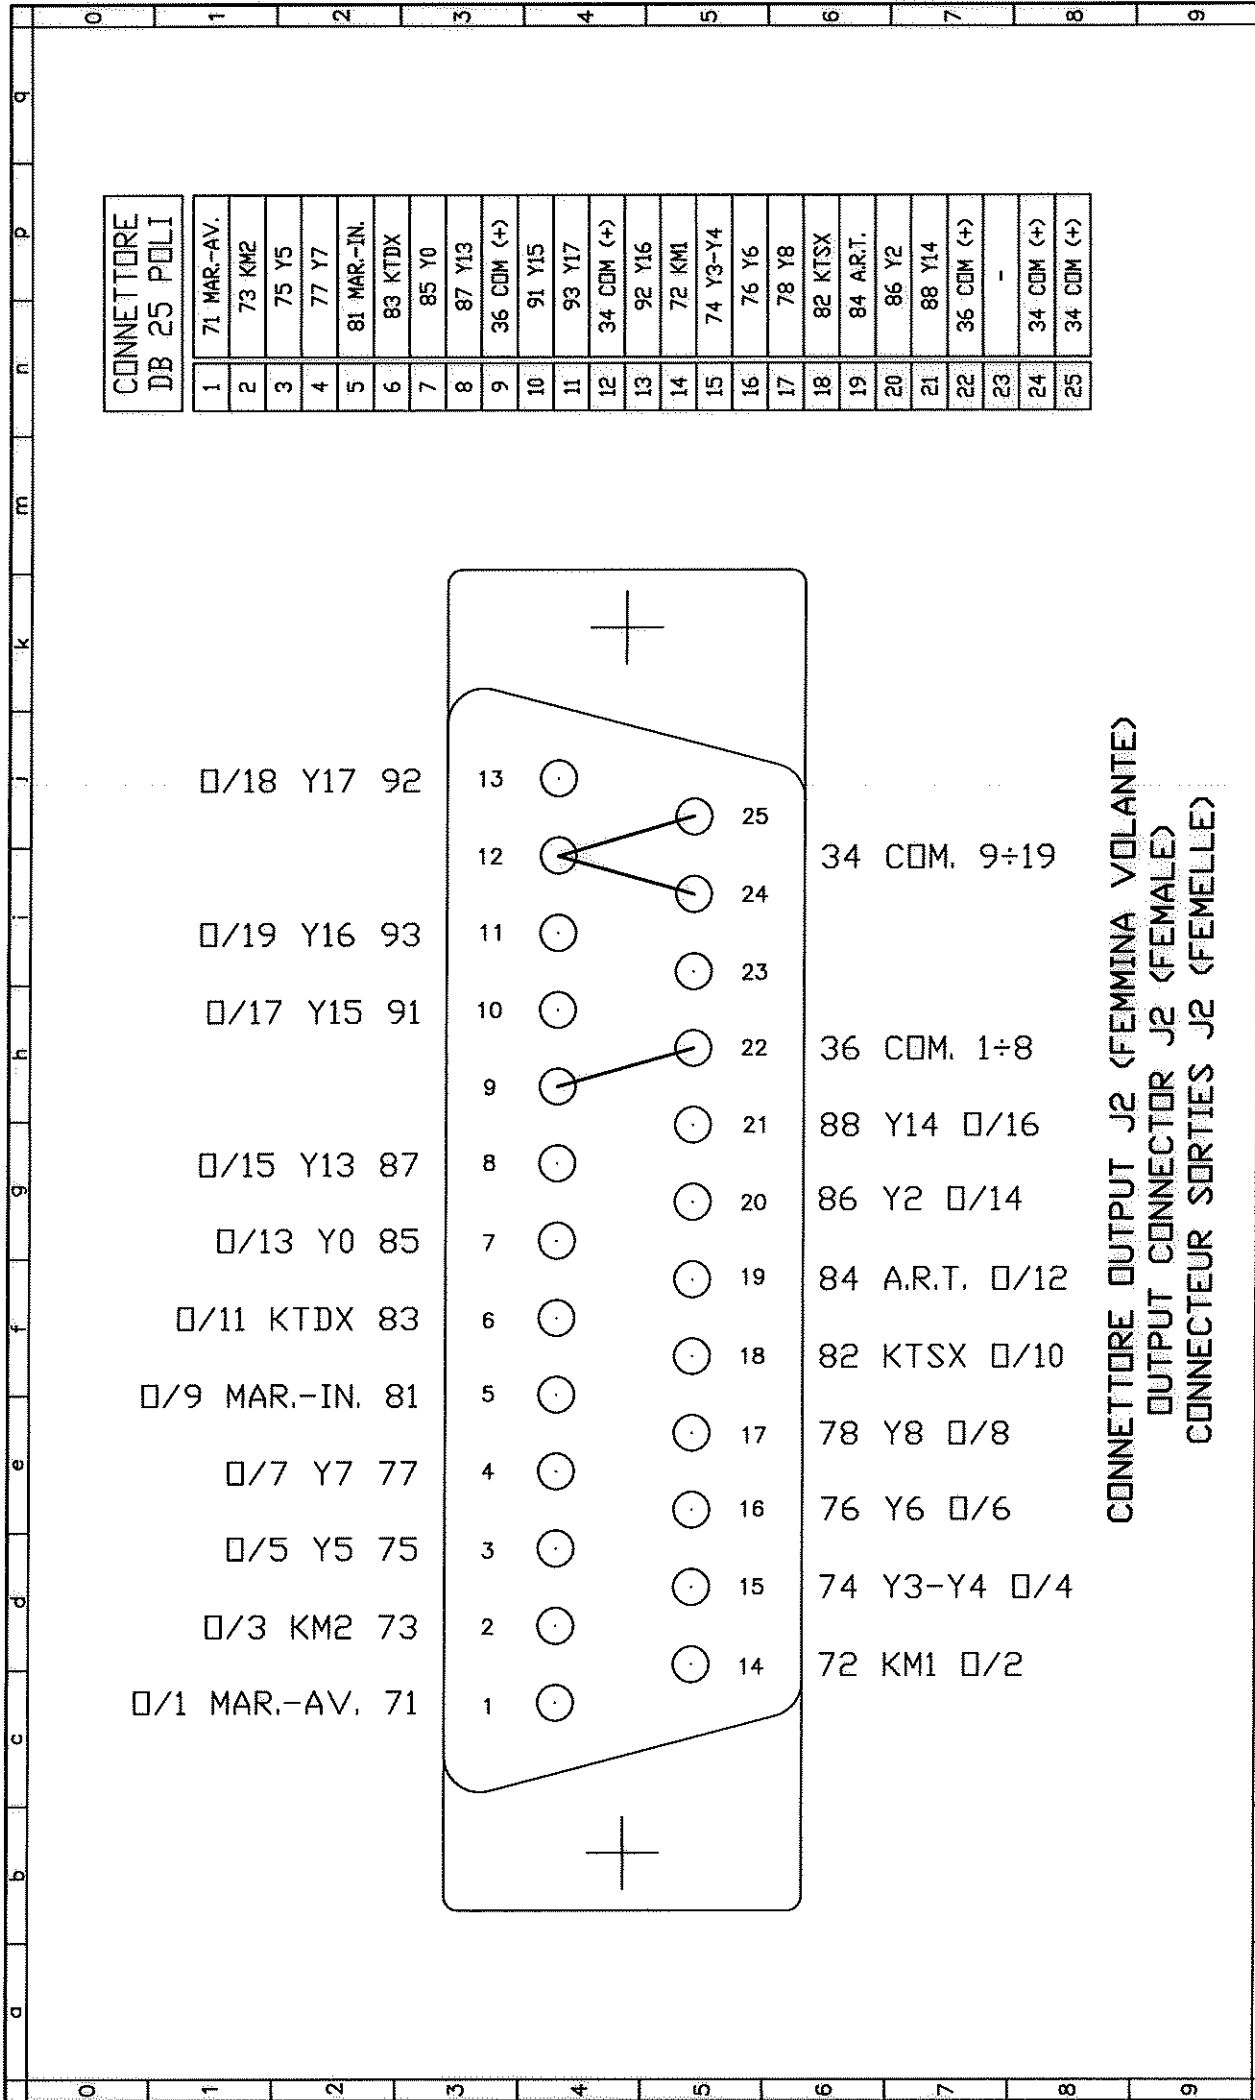 a b c d e f g h i j k m n p q
0
1
2
3
4
5
6
7
8
9
0
1
2
3
4
5
6
7
8
9
CONNETTORE
DB 25 POLI
1 71 MAR.-AV.
2 73 KM2
3 75 Y5
4 77 Y7
5 81 MAR.-IN.
6 83 KTDX
7 85 Y0
8 87 Y13
9 36 COM (+)
10 91 Y15
11 93 Y17
12 34 COM (+)
13 92 Y16
14 72 KM1
15 74 Y3-Y4
16 76 Y6
17 78 Y8
18 82 KTSX
19 84 A.R.T.
20 86 Y2
21 88 Y14
22 36 COM (+)
23 -
24 34 COM (+)
25 34 COM (+)
O/18 Y17 92
O/19 Y16 93
O/17 Y15 91
O/15 Y13 87
O/13 Y0 85
O/11 KTDX 83
O/9 MAR.-IN. 81
O/7 Y7 77
O/5 Y5 75
O/3 KM2 73
O/1 MAR.-AV. 71
13
12
11
10
9
8
7
6
5
4
3
2
1
25
24
23
22
21
20
19
18
17
16
15
14
34 COM. 9÷19
36 COM. 1÷8
88 Y14 O/16
86 Y2 O/14
84 A.R.T. O/12
82 KTSX O/10
78 Y8 O/8
76 Y6 O/6
74 Y3-Y4 O/4
72 KM1 O/2
CONNETTORE OUTPUT J2 (FEMMINA VOLANTE)
OUTPUT CONNECTOR J2 (FEMALE)
CONNECTEUR SORTIES J2 (FEMELLE)